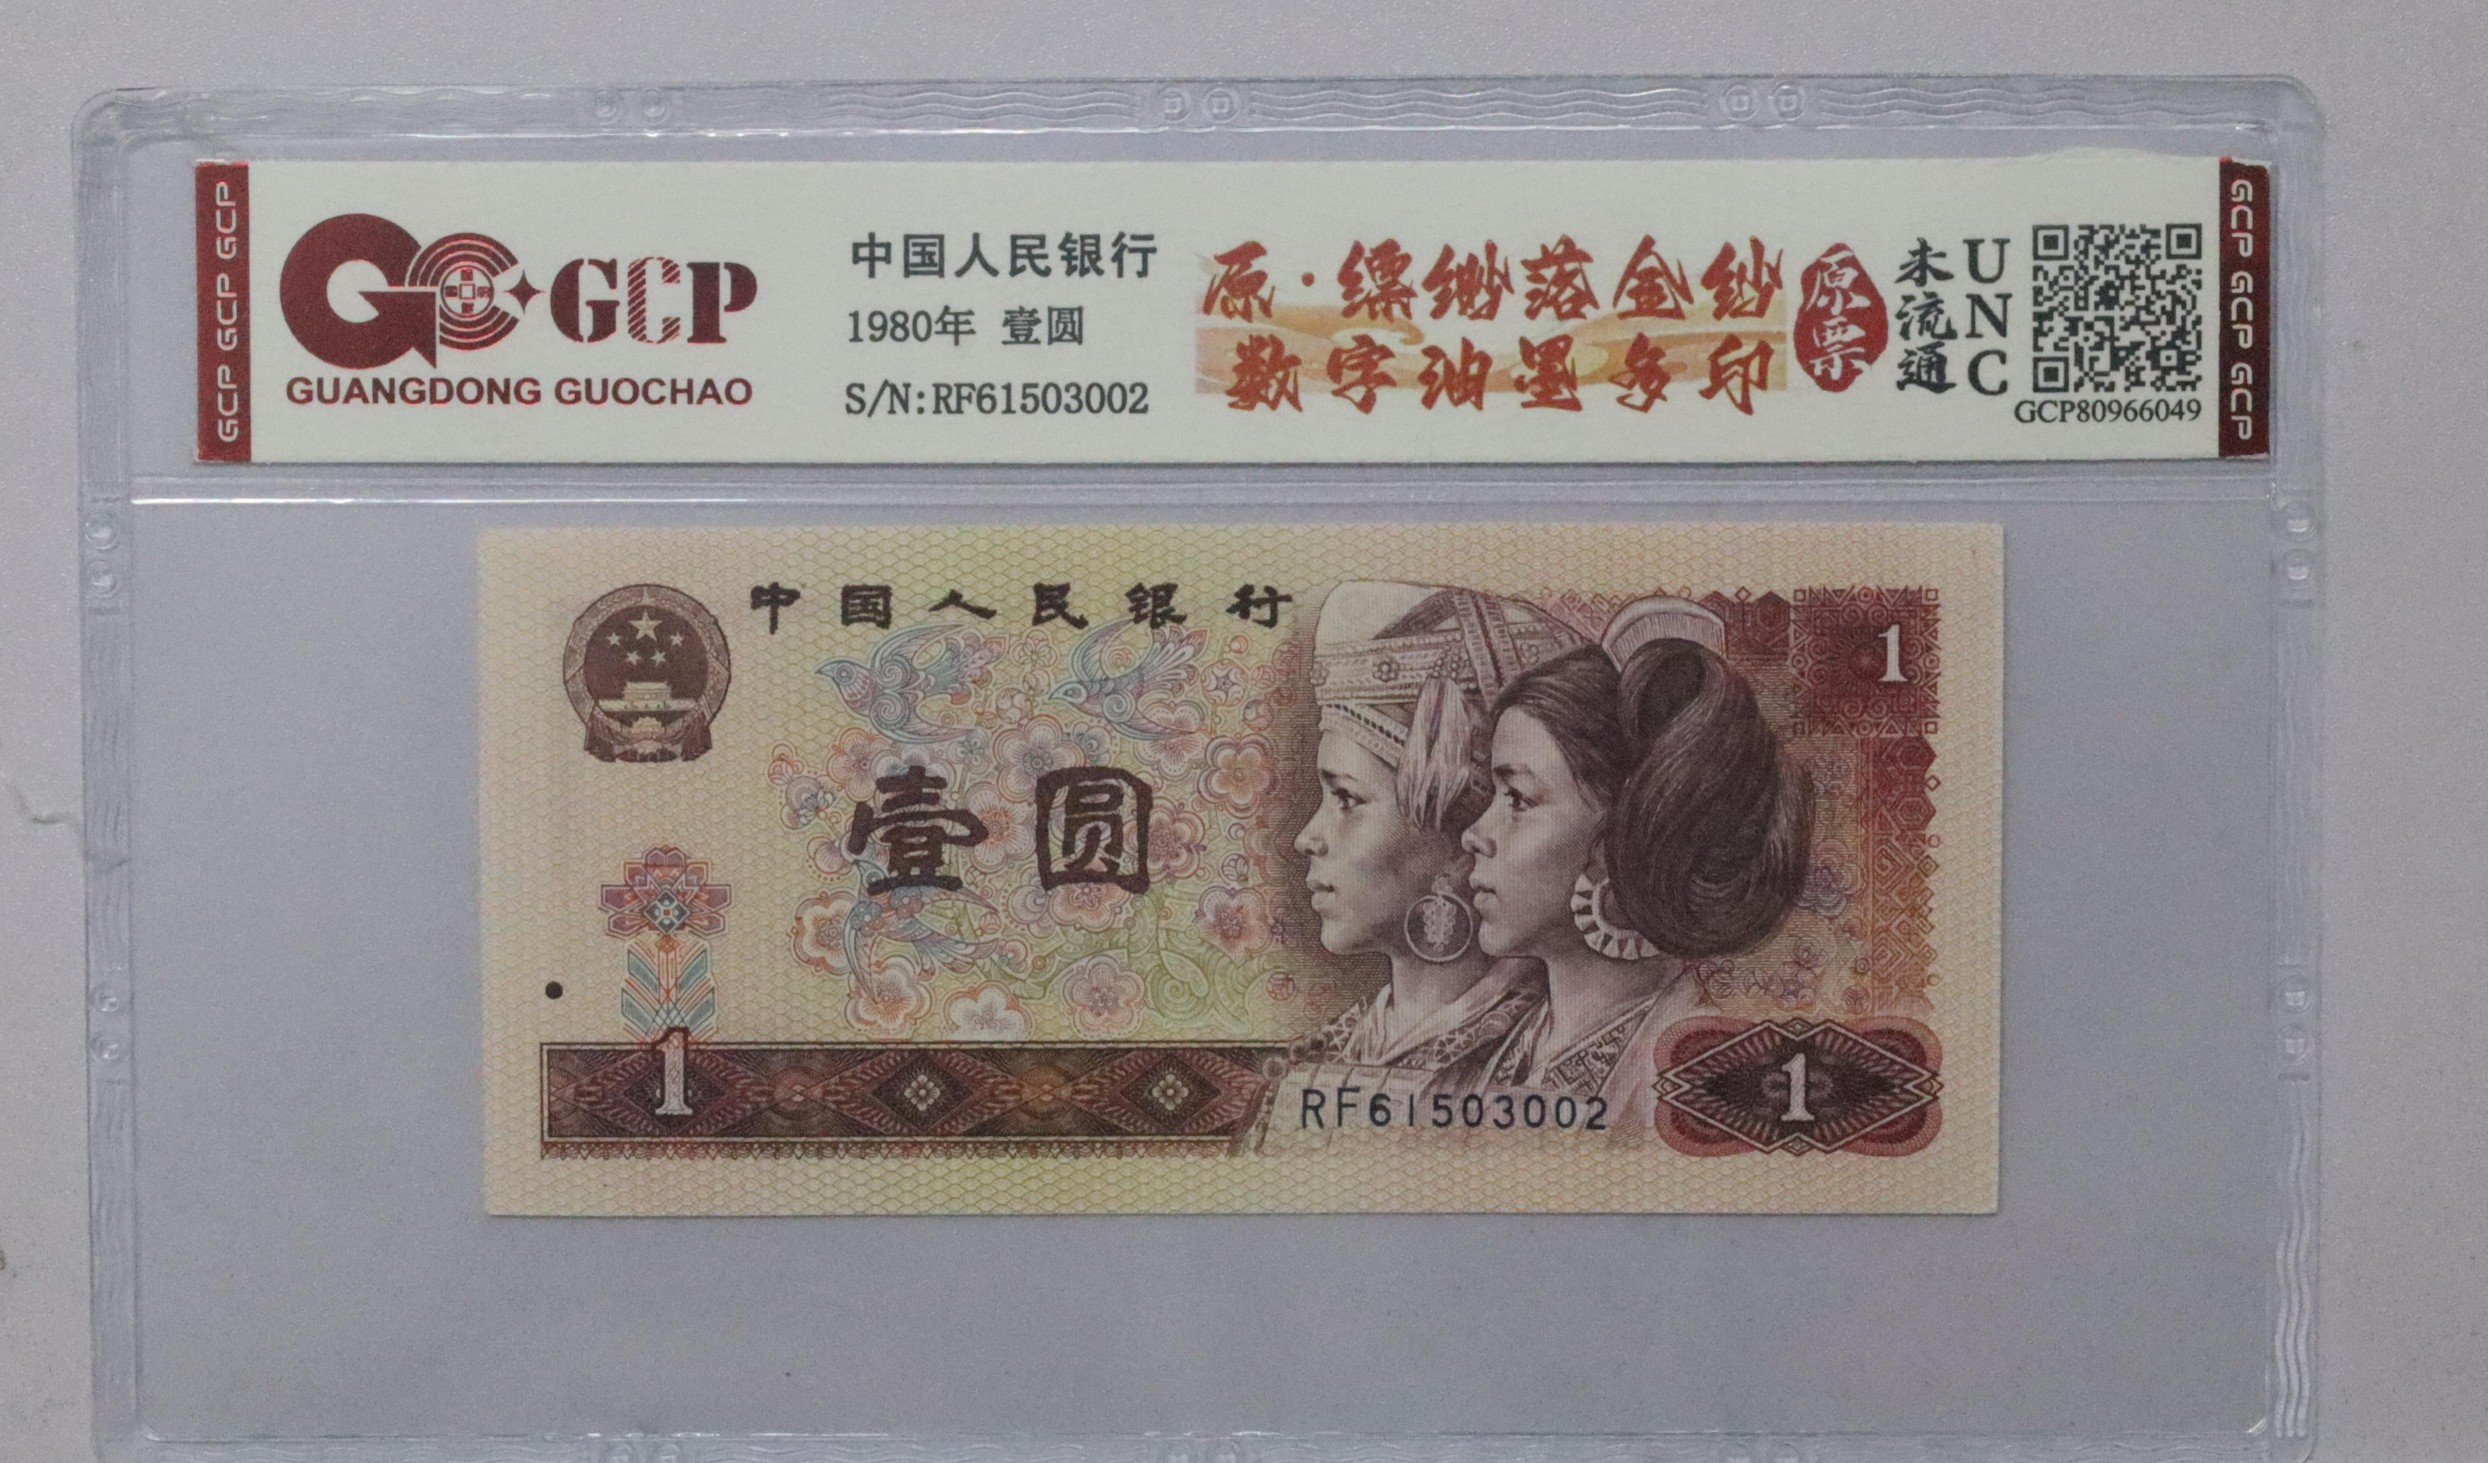 GCP GCP GCP GCP
GCP
GUANGDONG GUOCHAO
中国人民银行
1980年 壹圆
S/N:RF61503002
原·缥缈落金纱
数字油墨多印
原票
未流通
UNC
GCP80966049
GCP GCP GCP GCP
中国人民银行
1
壹圆
1
RF61503002
1